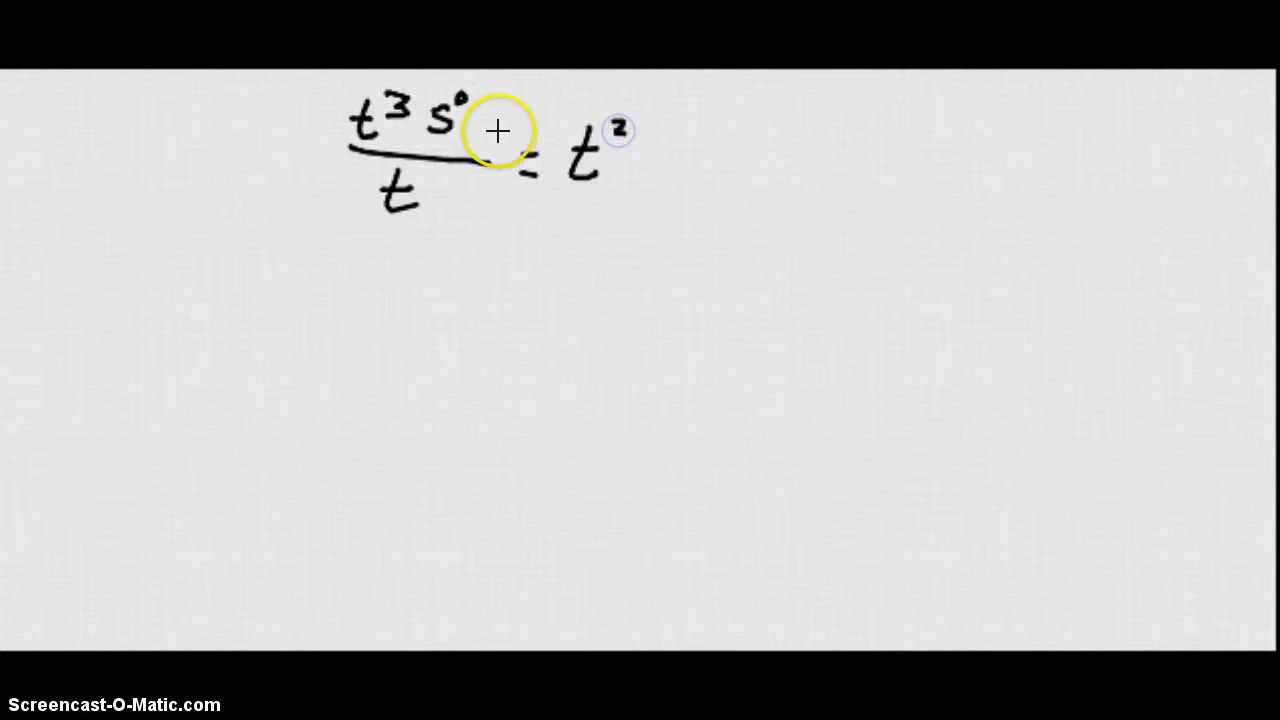 t³ s⁰
t = t²
Screencast-O-Matic.com